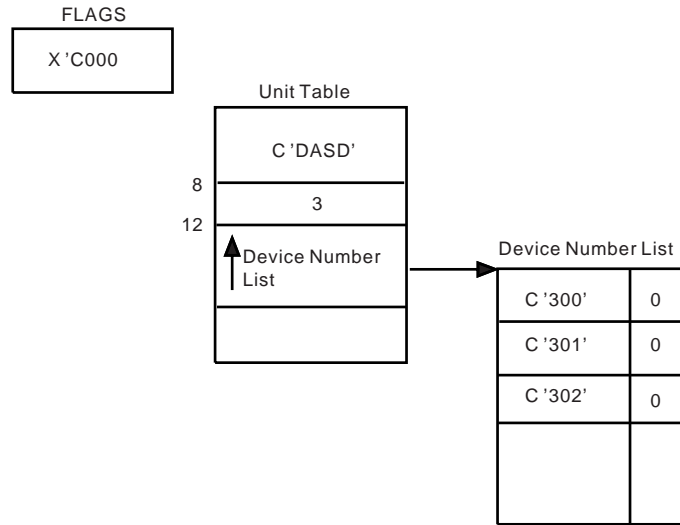 FLAGS
X 'C000
Unit Table
C 'DASD'
8
3
12
Device Number
List
Device Number List
C '300' 0
C '301' 0
C '302' 0